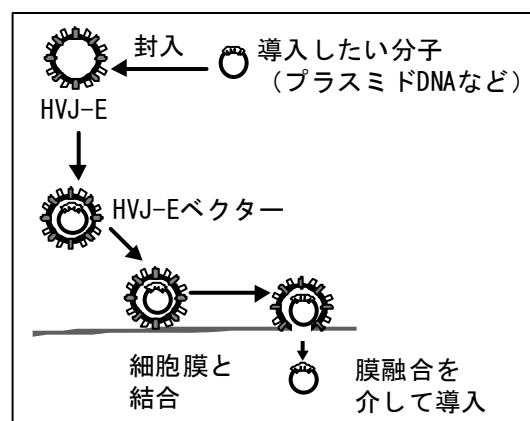 封入
導入したい分子
（プラスミドDNAなど）
HVJ-E
HVJ-Eベクター
細胞膜と
結合
膜融合を
介して導入